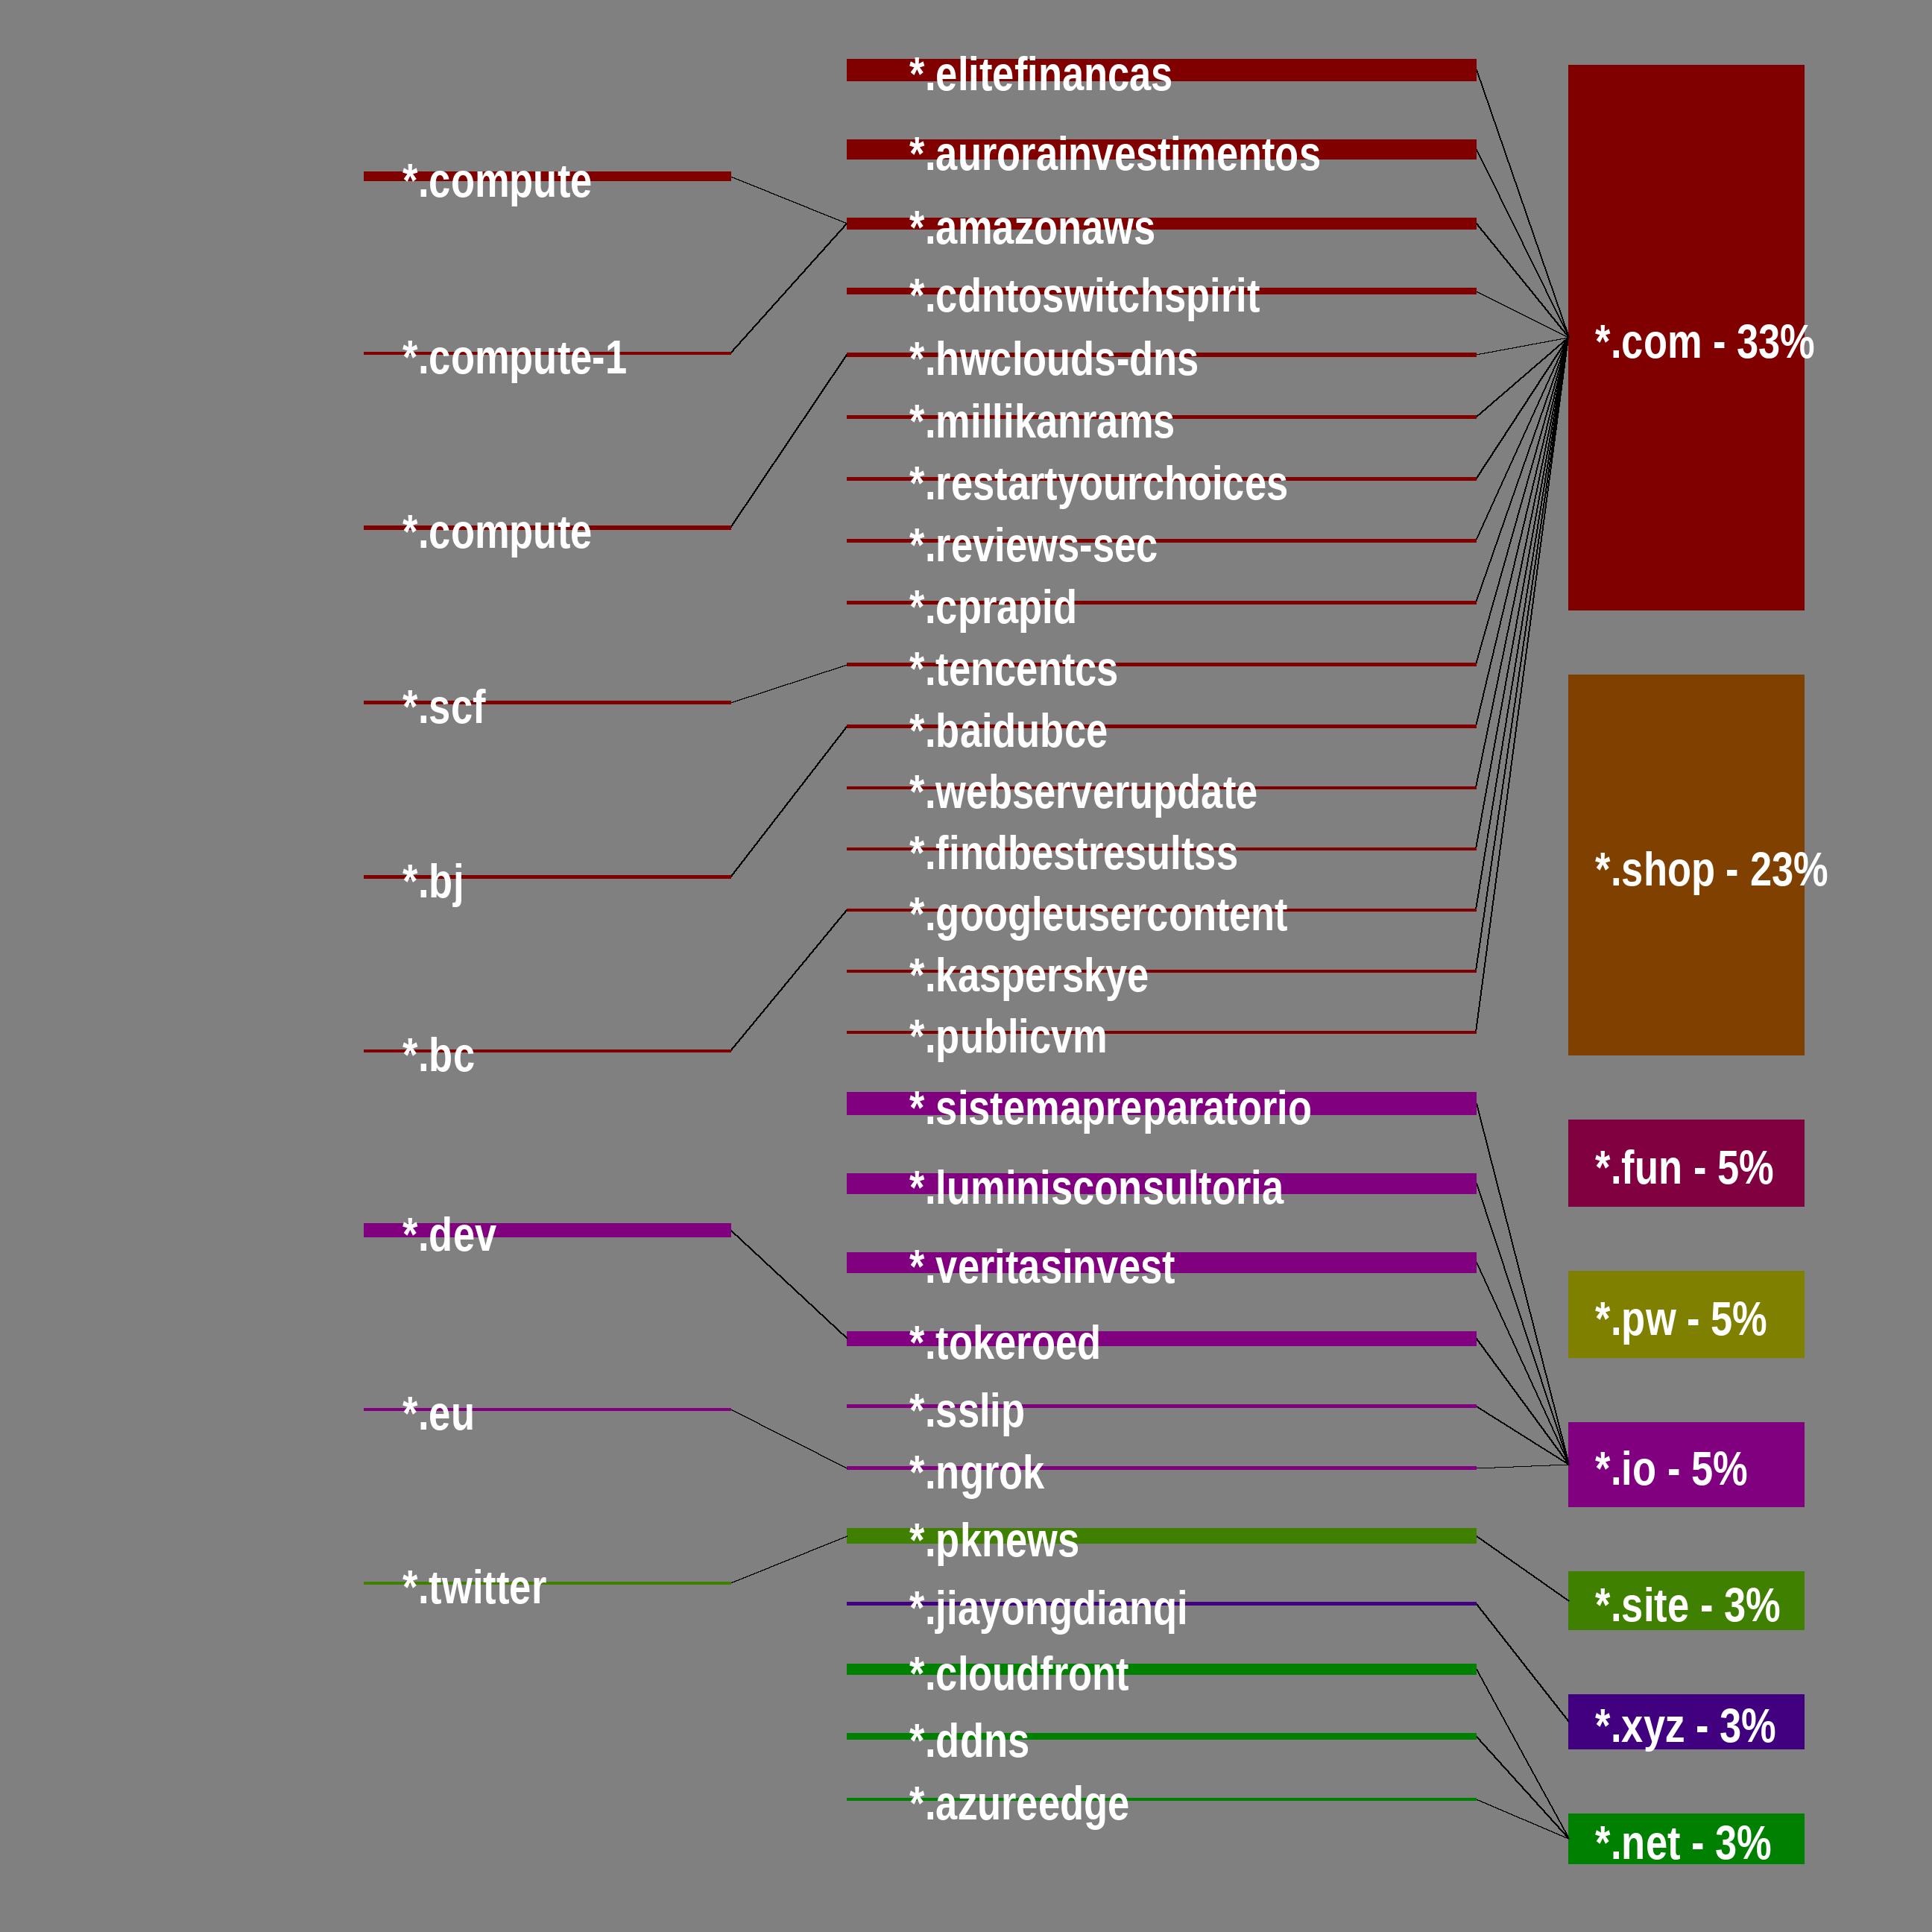 *.compute
*.compute-1
*.compute
*.scf
*.bj
*.bc
*.dev
*.eu
*.twitter
*.elitefinancas
*.aurorainvestimentos
*.amazonaws
*.cdntoswitchspirit
*.hwclouds-dns
*.millikanrams
*.restartyourchoices
*.reviews-sec
*.cprapid
*.tencentcs
*.baidubce
*.webserverupdate
*.findbestresultss
*.googleusercontent
*.kasperskye
*.publicvm
*.sistemapreparatorio
*.luminisconsultoria
*.veritasinvest
*.tokeroed
*.sslip
*.ngrok
*.pknews
*.jiayongdianqi
*.cloudfront
*.ddns
*.azureedge
*.com - 33%
*.shop - 23%
*.fun - 5%
*.pw - 5%
*.io - 5%
*.site - 3%
*.xyz - 3%
*.net - 3%